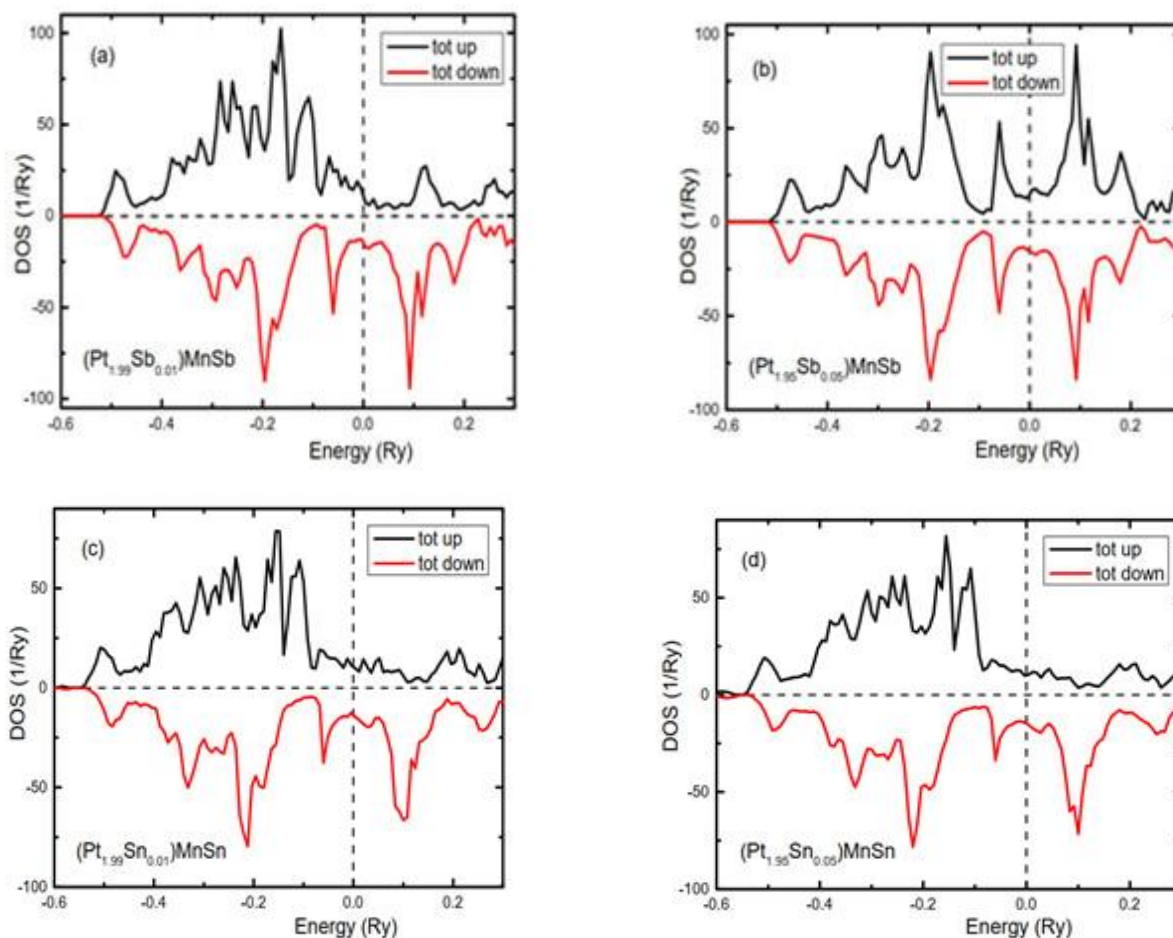 (a)
tot up
tot down
100
50
0
-50
-100
DOS (1/Ry)
(Pt1.99Sb0.01)MnSb
-0.6
-0.4
-0.2
0.0
0.2
Energy (Ry)
(b)
tot up
tot down
100
50
0
-50
-100
DOS (1/Ry)
(Pt1.95Sb0.05)MnSb
-0.6
-0.4
-0.2
0.0
0.2
Energy (Ry)
(c)
tot up
tot down
50
0
-50
-100
DOS (1/Ry)
(Pt1.99Sn0.01)MnSn
-0.6
-0.4
-0.2
0.0
0.2
Energy (Ry)
(d)
tot up
tot down
50
0
-50
-100
DOS (1/Ry)
(Pt1.95Sn0.05)MnSn
-0.6
-0.4
-0.2
0.0
0.2
Energy (Ry)